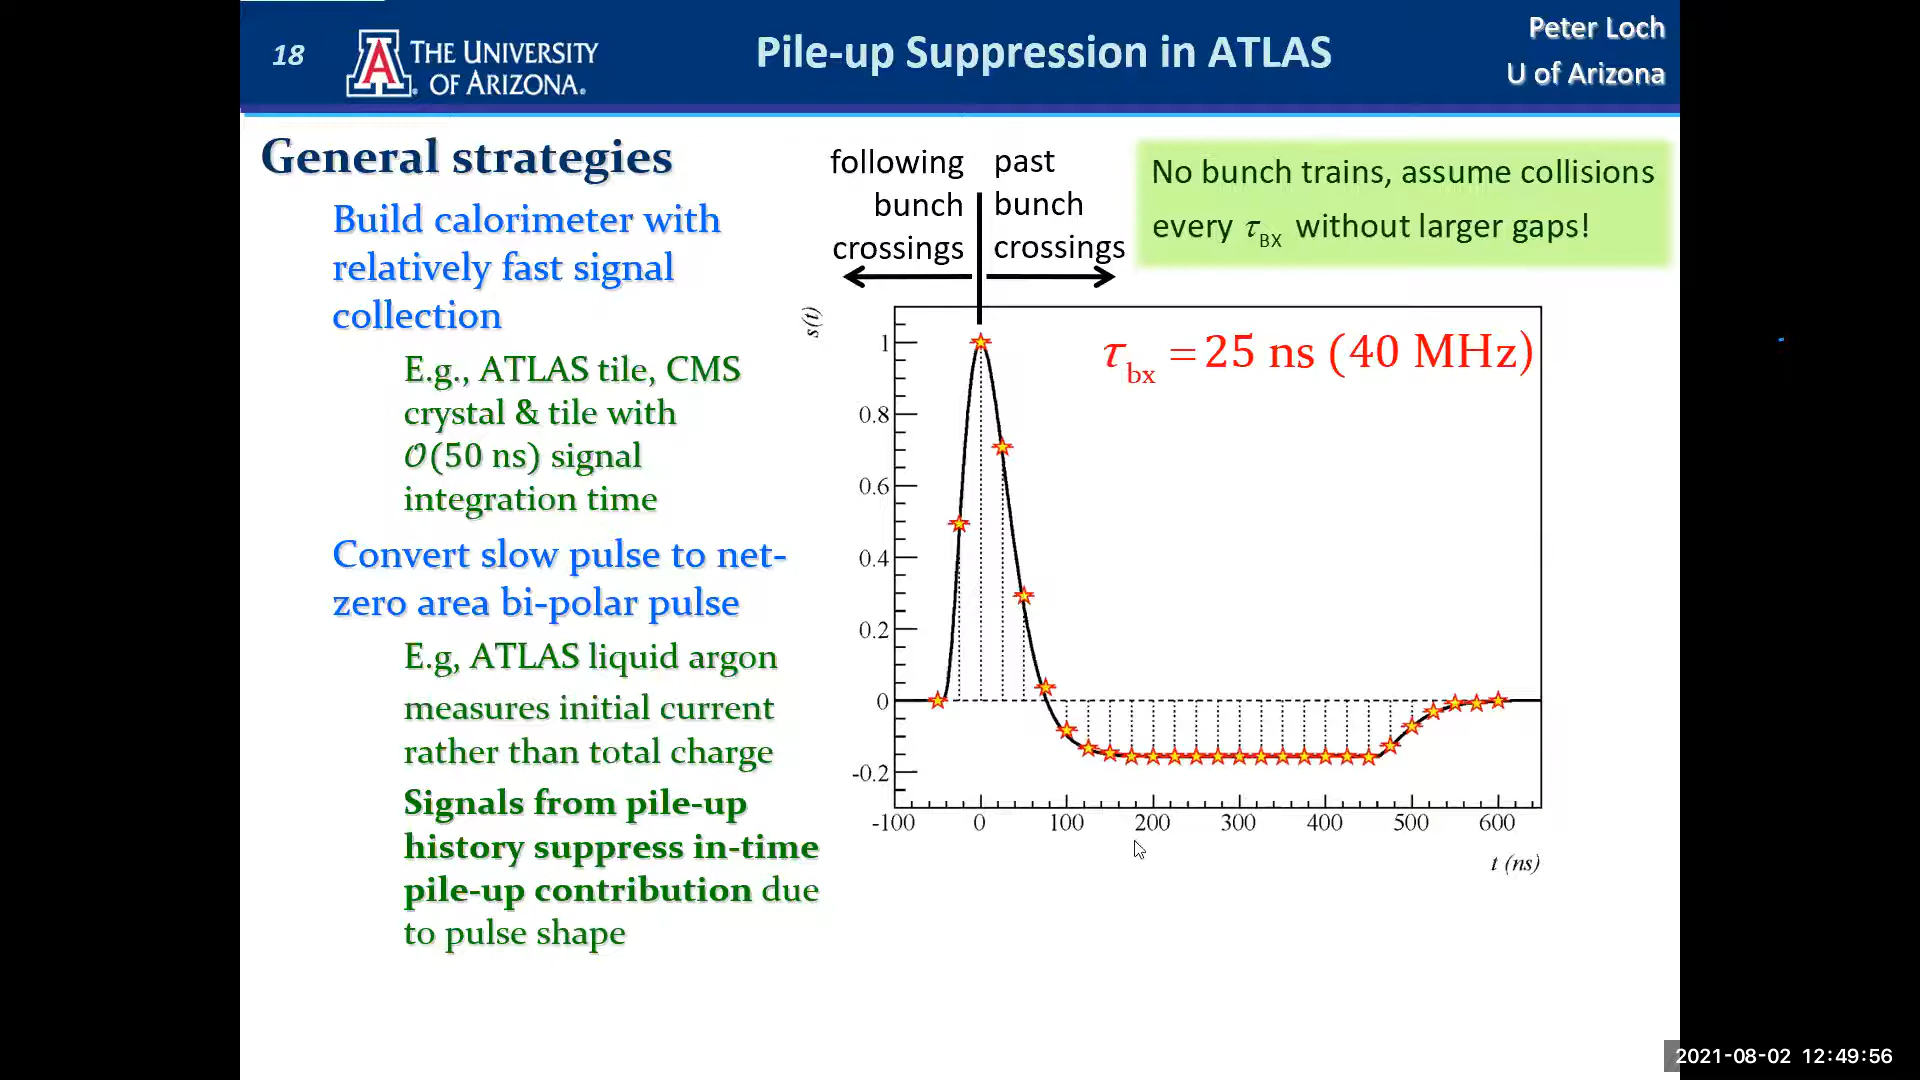 18
THE UNIVERSITY
OF ARIZONA.
Pile-up Suppression in ATLAS
Peter Loch
U of Arizona
General strategies
Build calorimeter with
relatively fast signal
collection
E.g., ATLAS tile, CMS
crystal & tile with
𝒪(50 ns) signal
integration time
Convert slow pulse to net-
zero area bi-polar pulse
E.g, ATLAS liquid argon
measures initial current
rather than total charge
Signals from pile-up
history suppress in-time
pile-up contribution due
to pulse shape
following
bunch
crossings
past
bunch
crossings
No bunch trains, assume collisions
every τBX without larger gaps!
s(t)
τbx = 25 ns (40 MHz)
1
0.8
0.6
0.4
0.2
0
-0.2
-100 0 100 200 300 400 500 600
t (ns)
2021-08-02 12:49:56